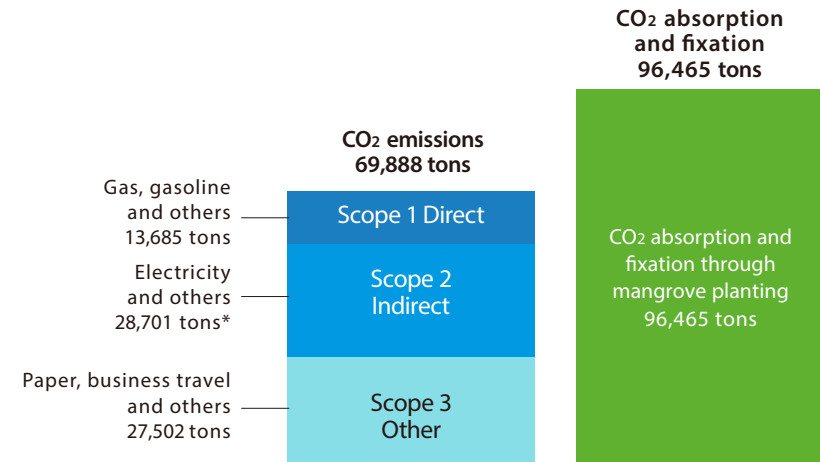 CO2 absorption
and fixation
96,465 tons
CO2 emissions
69,888 tons
Gas, gasoline
and others
13,685 tons
Scope 1 Direct
Electricity
and others
28,701 tons*
Scope 2
Indirect
Paper, business travel
and others
27,502 tons
Scope 3
Other
CO2 absorption and
fixation through
mangrove planting
96,465 tons